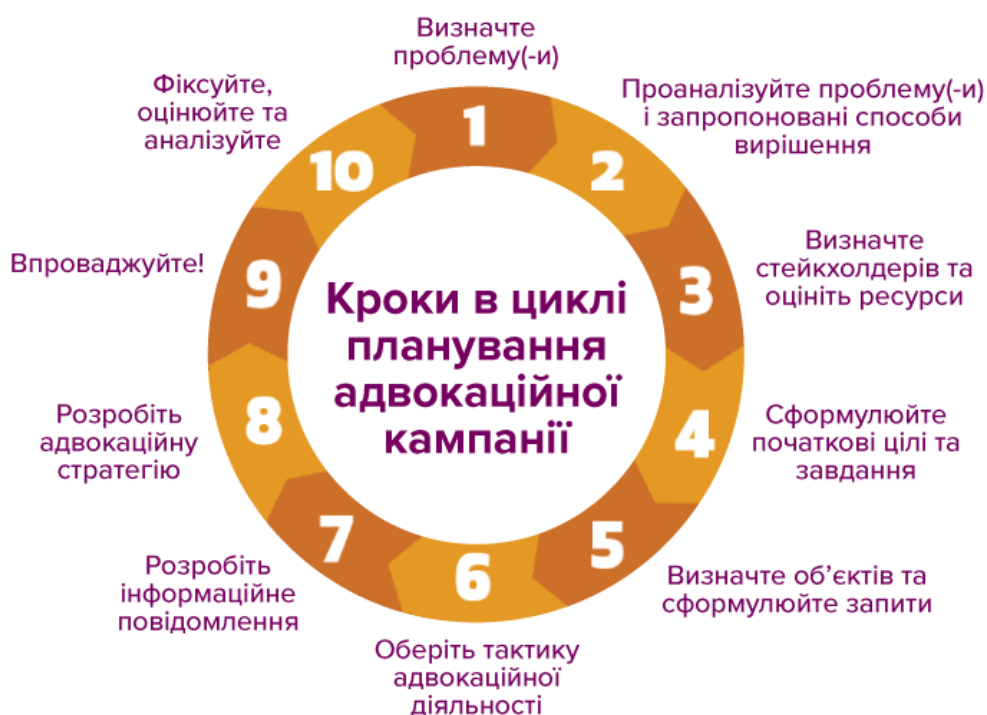 Кроки в циклі
планування
адвокаційної
кампанії
1
Визначте
проблему(-и)
2
Проаналізуйте проблему(-и)
і запропоновані способи
вирішення
3
Визначте
стейкхолдерів та
оцініть ресурси
4
Сформулюйте
початкові цілі та
завдання
5
Визначте об’єктів та
сформулюйте запити
6
Оберіть тактику
адвокаційної
діяльності
7
Розробіть
інформаційне
повідомлення
8
Розробіть
адвокаційну
стратегію
9
Впроваджуйте!
10
Фіксуйте,
оцінюйте та
аналізуйте